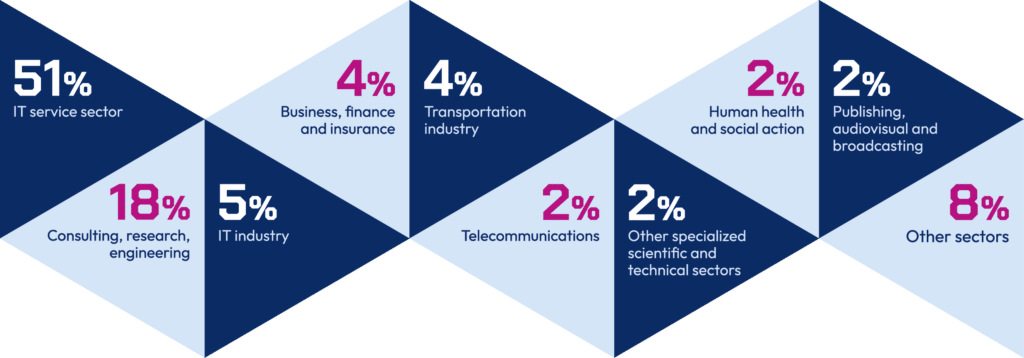 51%
IT service sector
18%
Consulting, research,
engineering
5%
IT industry
4%
Business, finance
and insurance
4%
Transportation
industry
2%
Telecommunications
2%
Other specialized
scientific and
technical sectors
2%
Human health
and social action
2%
Publishing,
audiovisual and
broadcasting
8%
Other sectors